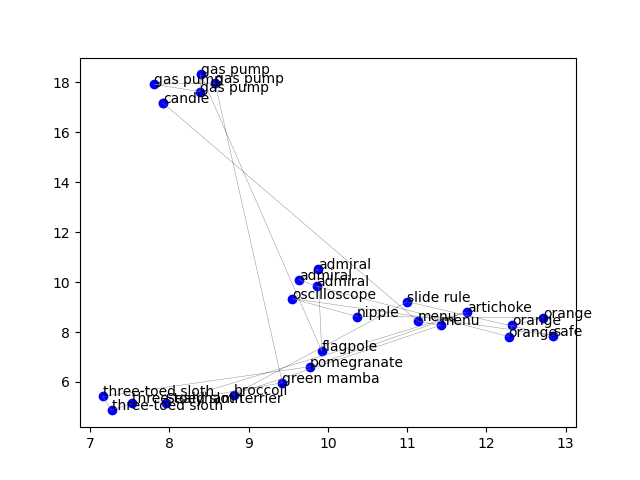 gas pump
gas pump
gas pump
gas pump
candle
admiral
admiral
admiral
oscilloscope
slide rule
nipple
menu
menu
artichoke
orange
orange
orange
safe
flagpole
pomegranate
green mamba
broccoli
three-toed sloth
three-toed sloth
three-toed sloth
18
16
14
12
10
8
6
7
8
9
10
11
12
13